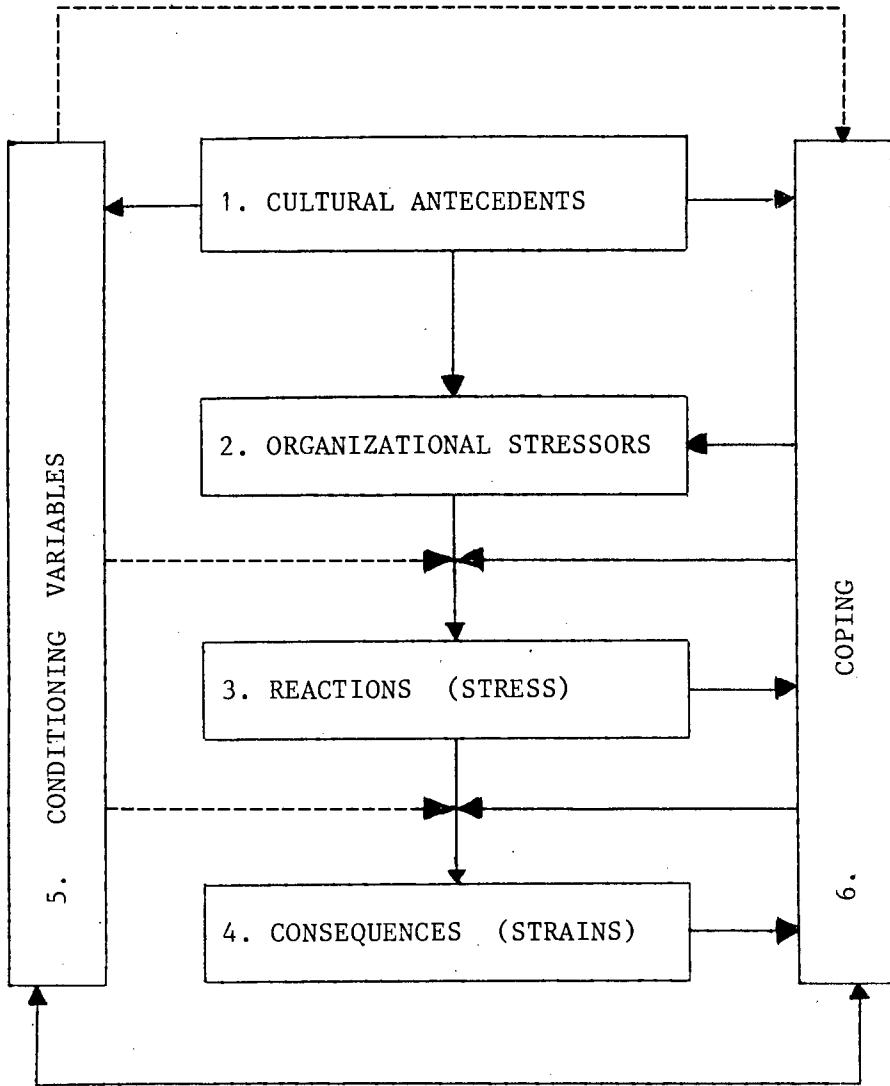 1. CULTURAL ANTECEDENTS
2. ORGANIZATIONAL STRESSORS
3. REACTIONS (STRESS)
4. CONSEQUENCES (STRAINS)
5. CONDITIONING VARIABLES
6. COPING